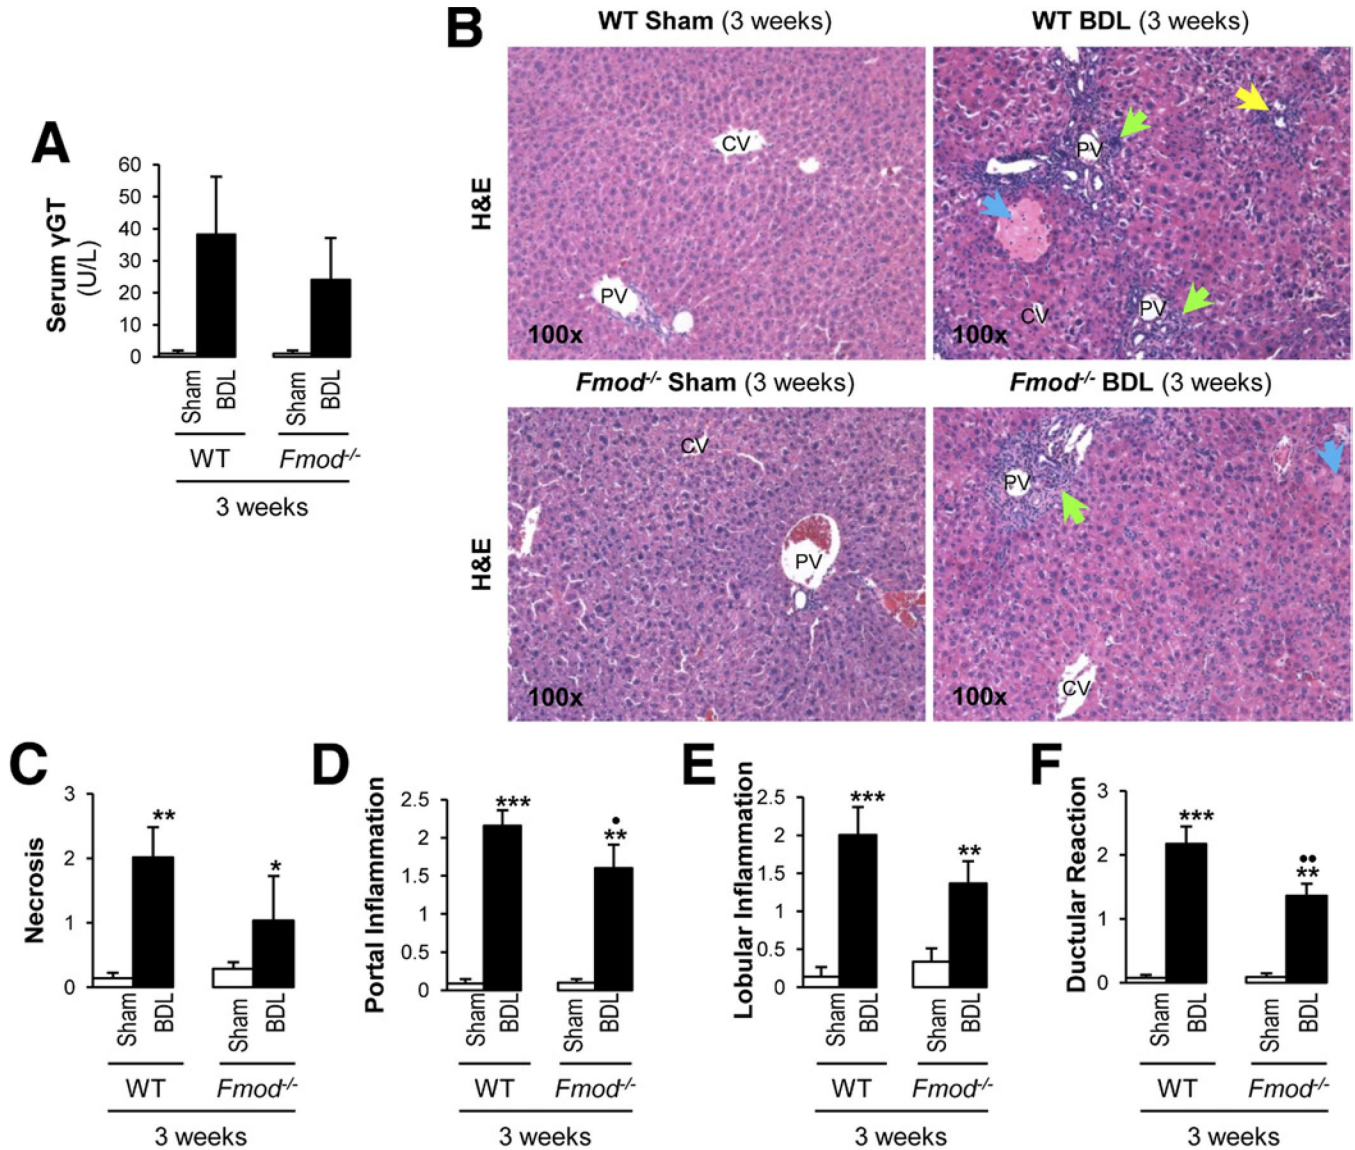 A
Serum γGT
(U/L)
60
50
40
30
20
10
0
Sham
BDL
Sham
BDL
WT
Fmod-/-
3 weeks
B
WT Sham (3 weeks)
WT BDL (3 weeks)
H&E
CV
PV
100x
PV
CV
PV
100x
Fmod-/- Sham (3 weeks)
Fmod-/- BDL (3 weeks)
H&E
CV
PV
100x
PV
CV
100x
C
Necrosis
3
2
1
0
**
*
Sham
BDL
Sham
BDL
WT
Fmod-/-
3 weeks
D
Portal Inflammation
2.5
2
1.5
1
0.5
0
***
•
**
Sham
BDL
Sham
BDL
WT
Fmod-/-
3 weeks
E
Lobular Inflammation
2.5
2
1.5
1
0.5
0
***
**
Sham
BDL
Sham
BDL
WT
Fmod-/-
3 weeks
F
Ductular Reaction
3
2
1
0
***
••
**
Sham
BDL
Sham
BDL
WT
Fmod-/-
3 weeks